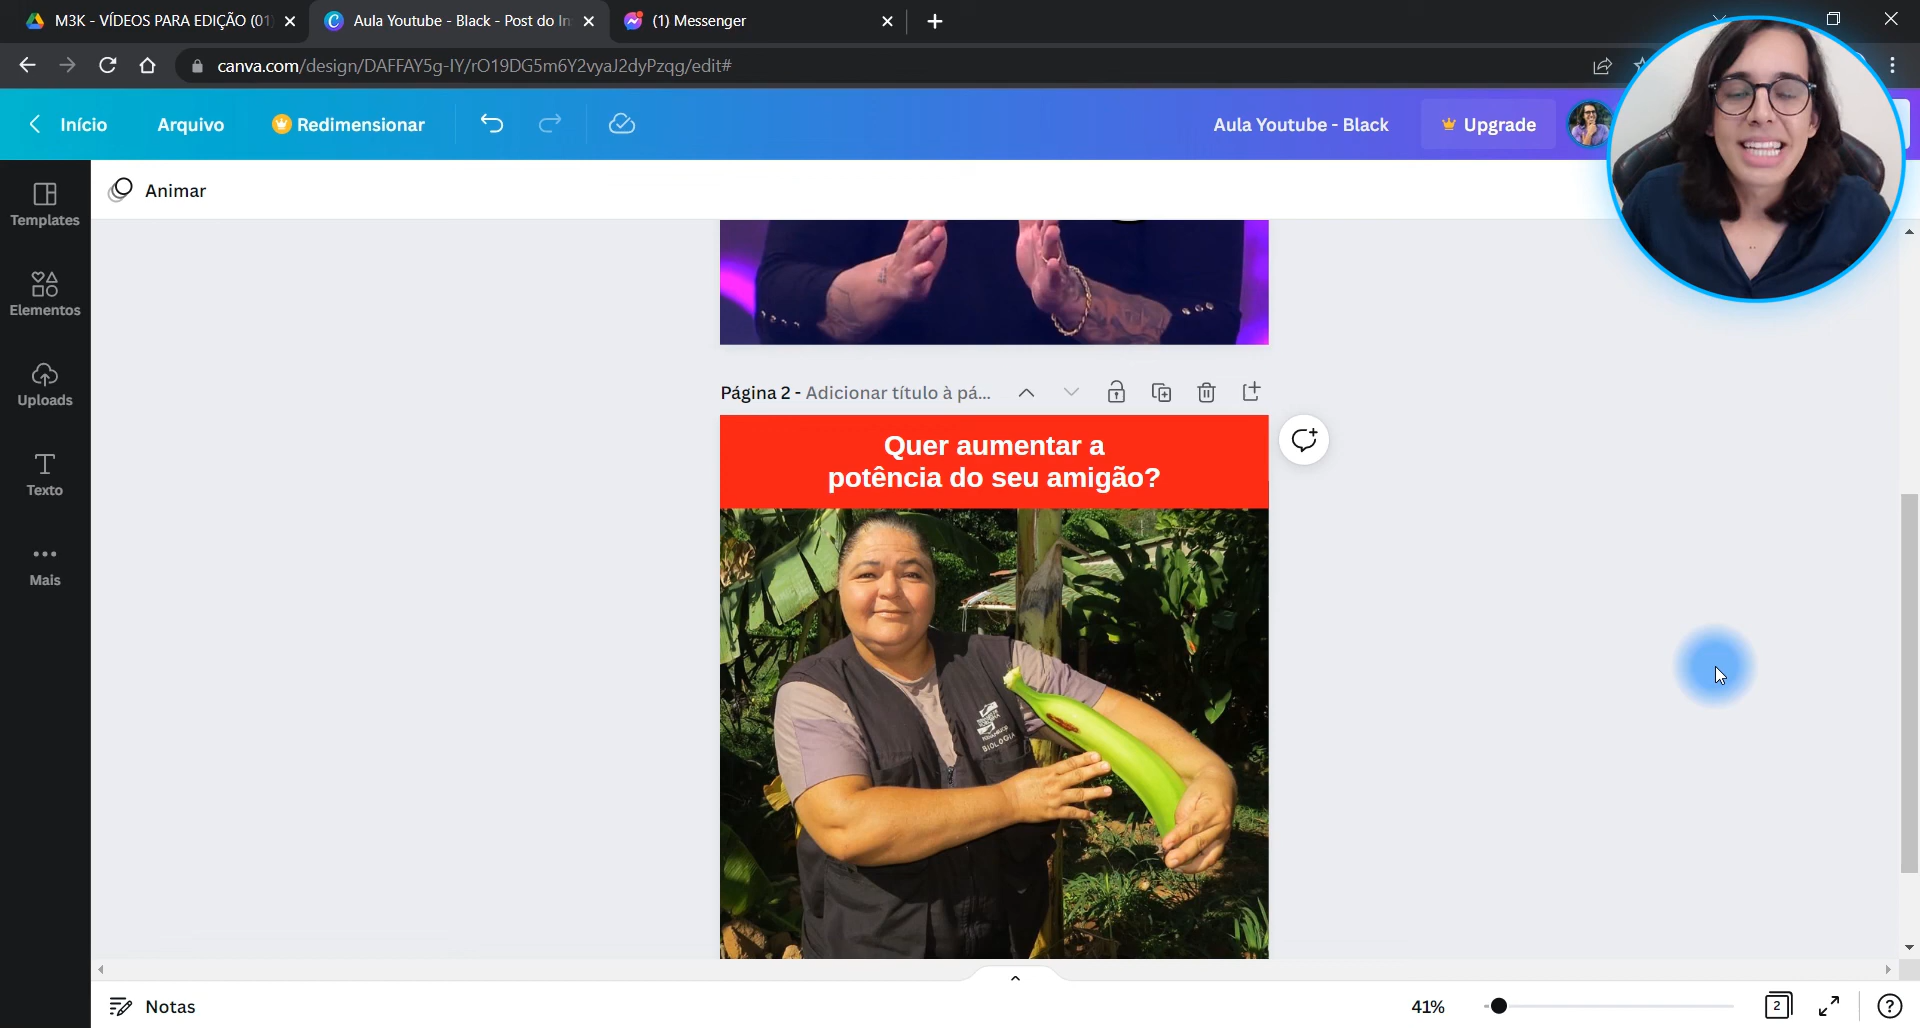 M3K - VÍDEOS PARA EDIÇÃO (01)
Aula Youtube - Black - Post do In
(1) Messenger
canva.com/design/DAFFAY5g-IY/rO19DG5m6Y2vyaJ2dyPzqg/edit#
Início
Arquivo
Redimensionar
Aula Youtube - Black
Upgrade
Templates
Elementos
Uploads
Texto
Mais
Animar
Página 2 - Adicionar título à pá...
Quer aumentar a
potência do seu amigão?
BIOLOGIA
Notas
41%
2